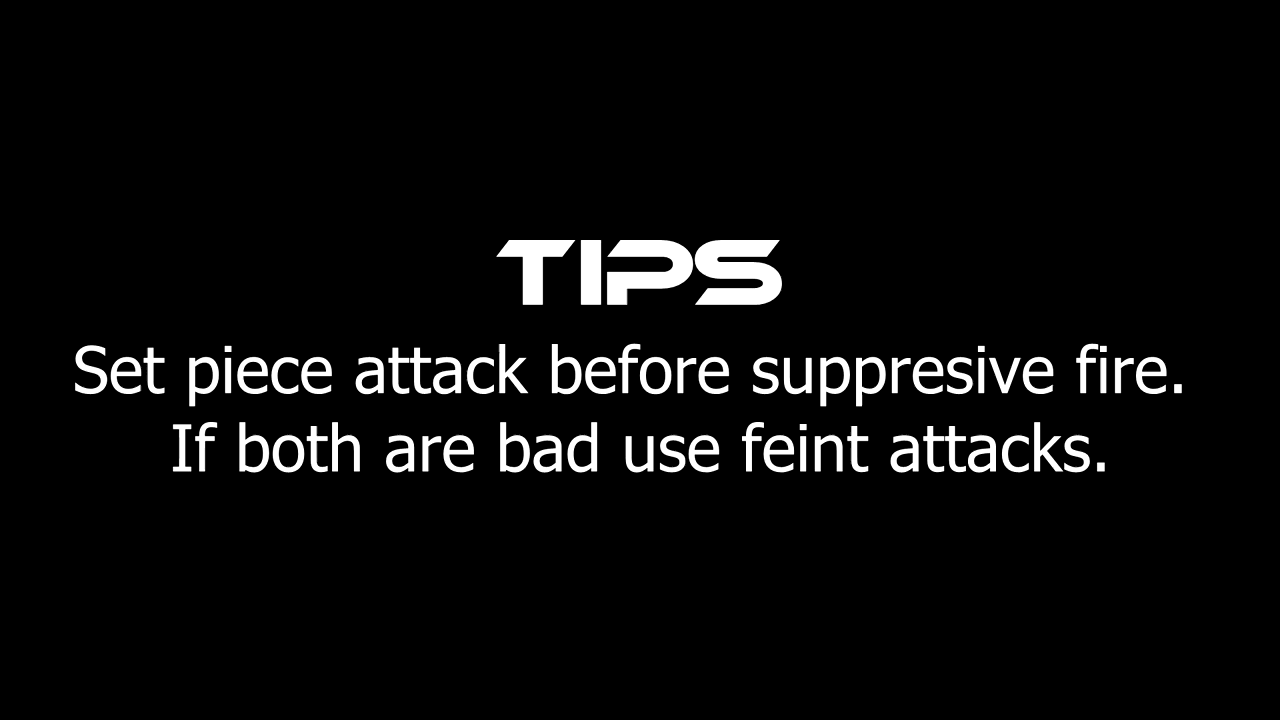 TIPS
Set piece attack before suppresive fire.
If both are bad use feint attacks.